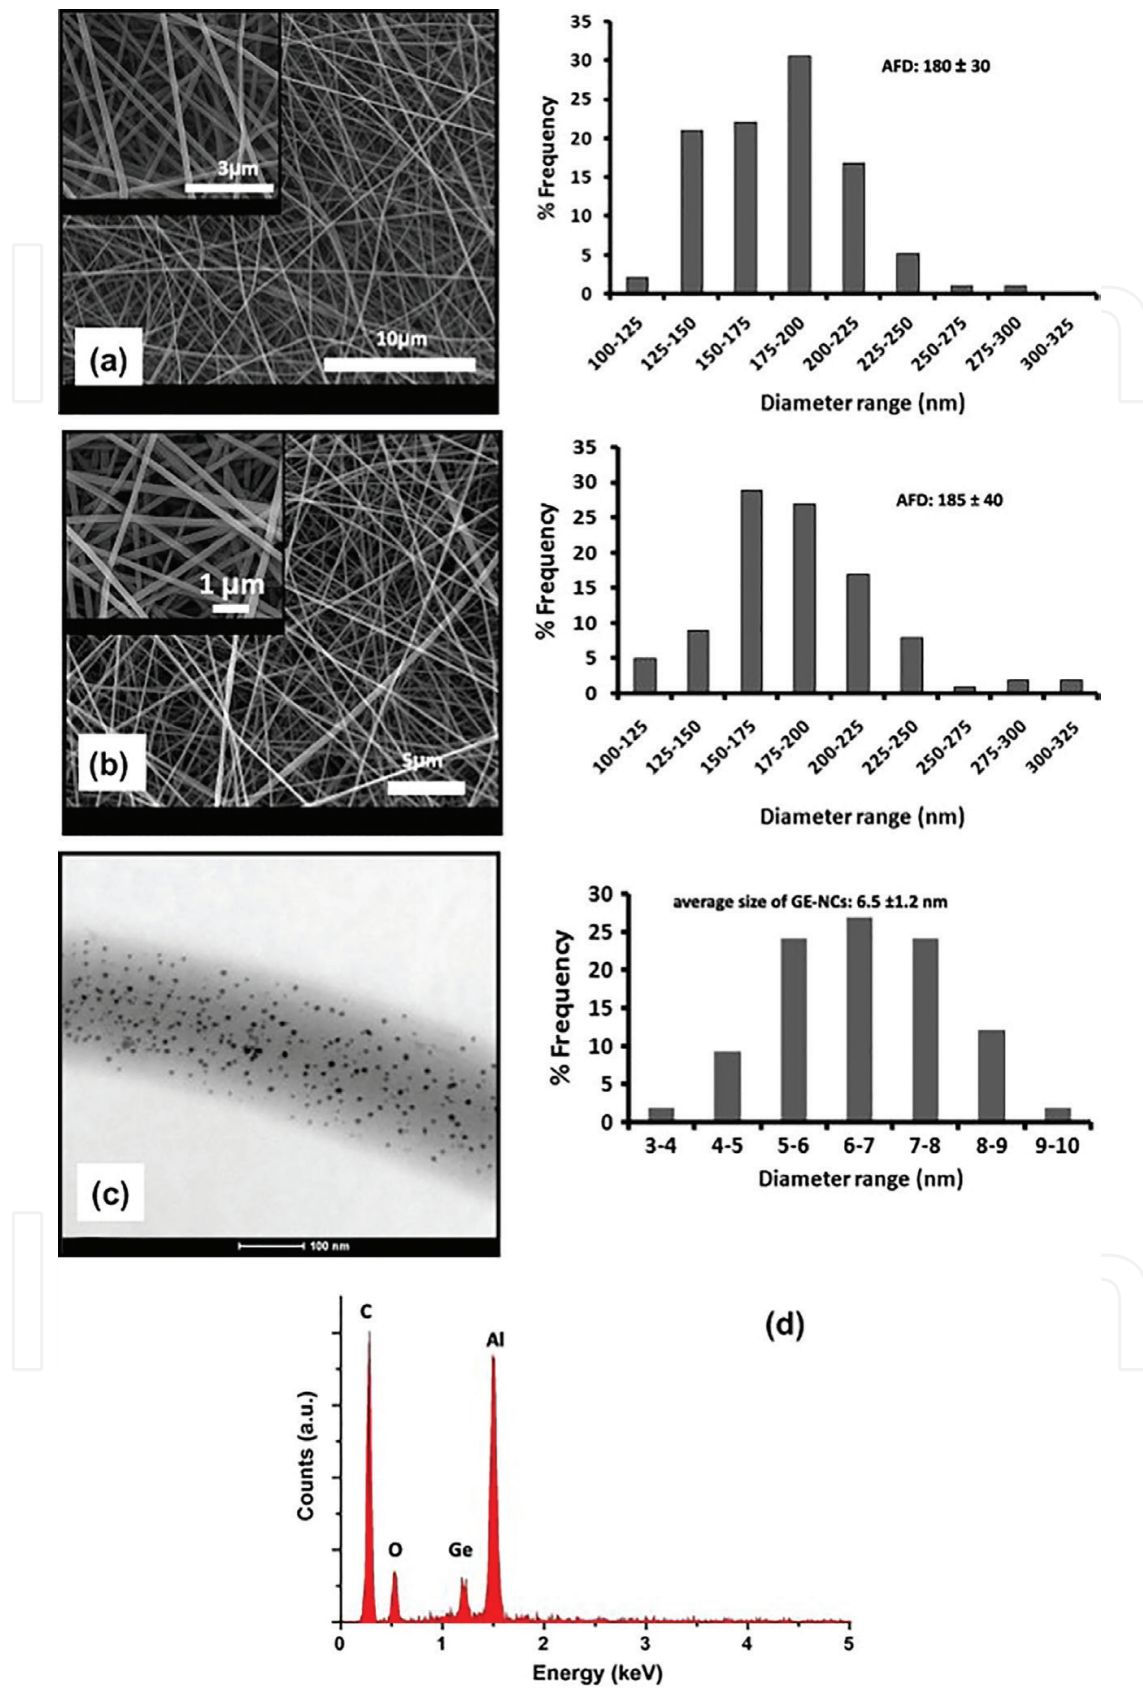 3µm
10µm
(a)
35
30
25
20
15
10
5
0
% Frequency
AFD: 180 ± 30
100-125
125-150
150-175
175-200
200-225
225-250
250-275
275-300
300-325
Diameter range (nm)
1 µm
5µm
(b)
35
30
25
20
15
10
5
0
% Frequency
AFD: 185 ± 40
100-125
125-150
150-175
175-200
200-225
225-250
250-275
275-300
300-325
Diameter range (nm)
(c)
100 nm
30
25
20
15
10
5
0
% Frequency
average size of GE-NCs: 6.5 ±1.2 nm
3-4 4-5 5-6 6-7 7-8 8-9 9-10
Diameter range (nm)
(d)
C
Al
O
Ge
Counts (a.u.)
0 1 2 3 4 5
Energy (keV)